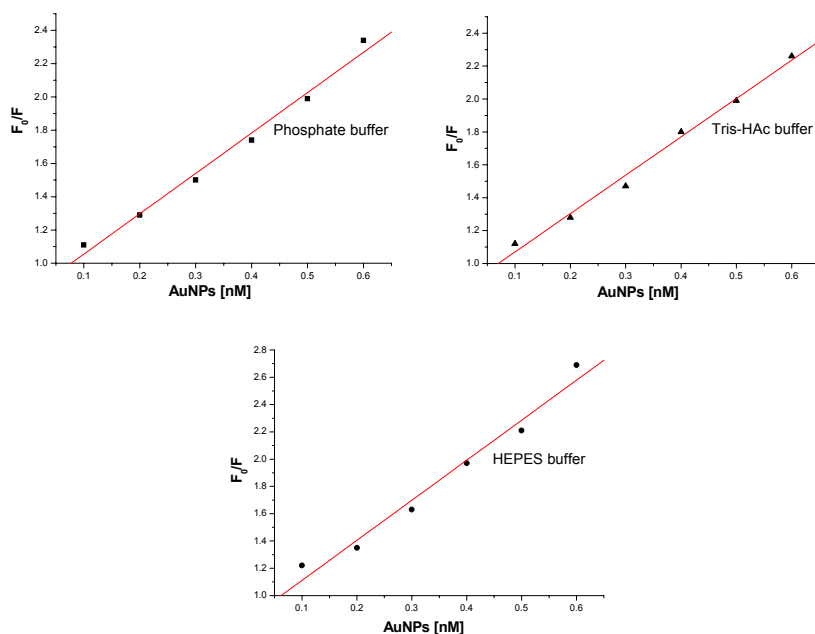 2.4
2.2
2.0
1.8
1.6
1.4
1.2
1.0
F₀/F
Phosphate buffer
0.1 0.2 0.3 0.4 0.5 0.6
AuNPs [nM]
2.4
2.2
2.0
1.8
1.6
1.4
1.2
1.0
F₀/F
Tris-HAc buffer
0.1 0.2 0.3 0.4 0.5 0.6
AuNPs [nM]
2.8
2.6
2.4
2.2
2.0
1.8
1.6
1.4
1.2
1.0
F₀/F
HEPES buffer
0.1 0.2 0.3 0.4 0.5 0.6
AuNPs [nM]